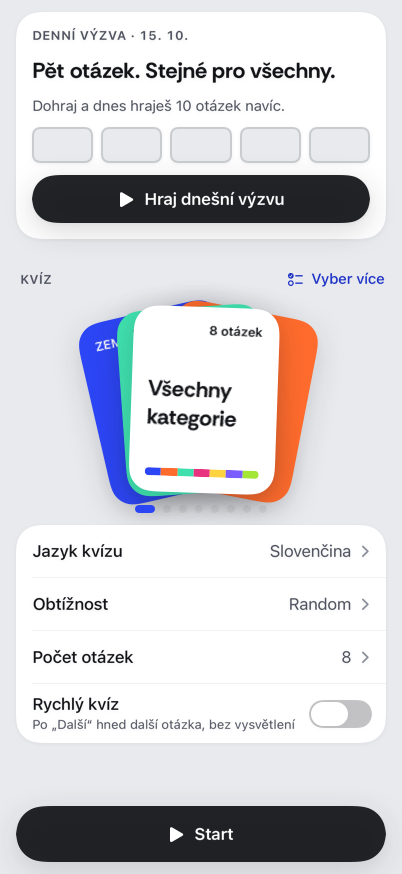 DENNÍ VÝZVA · 15. 10.
Pět otázek. Stejné pro všechny.
Dohraj a dnes hraješ 10 otázek navíc.
Hraj dnešní výzvu
KVÍZ
Vyber více
8 otázek
Všechny
kategorie
Jazyk kvízu
Slovenčina
Obtížnost
Random
Počet otázek
8
Rychlý kvíz
Po „Další“ hned další otázka, bez vysvětlení
Start